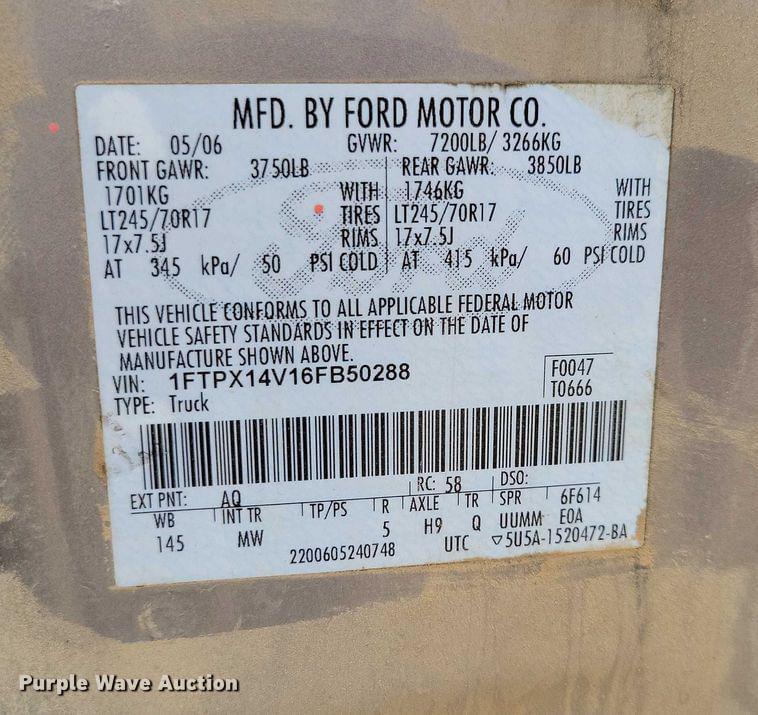 MFD. BY FORD MOTOR CO.
DATE: 05/06 GVWR: 7200LB/ 3266KG
FRONT GAWR: 3750LB REAR GAWR: 3850LB
1701KG WITH 1746KG WITH
LT245/70R17 TIRES LT245/70R17 TIRES
17x7.5J RIMS 17x7.5J RIMS
AT 345 kPa/ 50 PSI COLD AT 415 kPa/ 60 PSI COLD
THIS VEHICLE CONFORMS TO ALL APPLICABLE FEDERAL MOTOR
VEHICLE SAFETY STANDARDS IN EFFECT ON THE DATE OF
MANUFACTURE SHOWN ABOVE.
VIN: 1FTPX14V16FB50288 F0047
TYPE: Truck T0666
EXT PNT: AQ RC: 58 DSO:
WB INT TR TP/PS R AXLE TR SPR 6F614
145 MW 5 H9 Q UUMM E0A
2200605240748 UTC ▽5U5A-1520472-BA
Purple Wave Auction